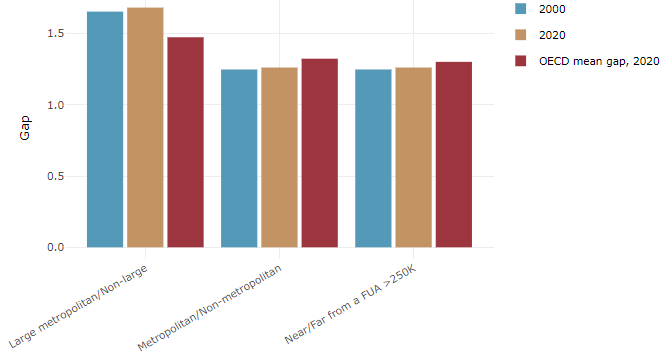 2000
2020
OECD mean gap, 2020
Gap
1.5
1.0
0.5
0.0
Large metropolitan/Non-large
Metropolitan/Non-metropolitan
Near/Far from a FUA >250K